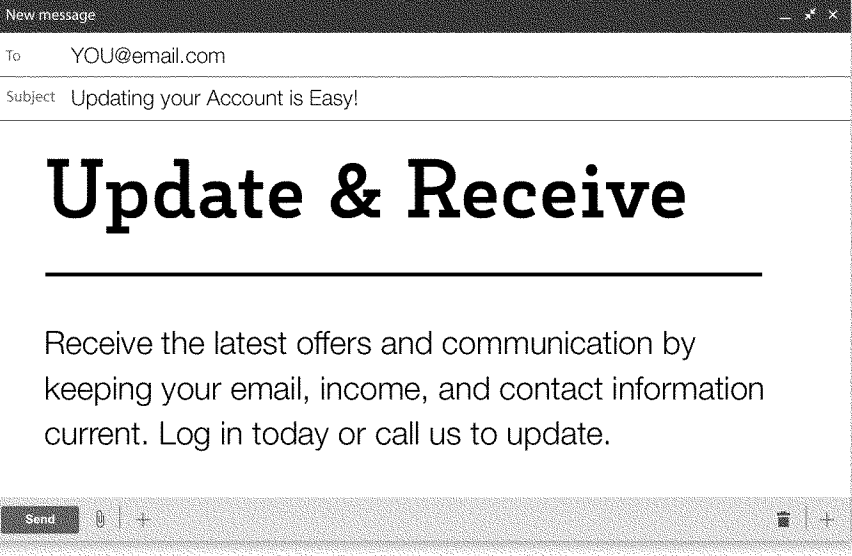 New message
To YOU@email.com
Subject Updating your Account is Easy!
Update & Receive
Receive the latest offers and communication by
keeping your email, income, and contact information
current. Log in today or call us to update.
Send